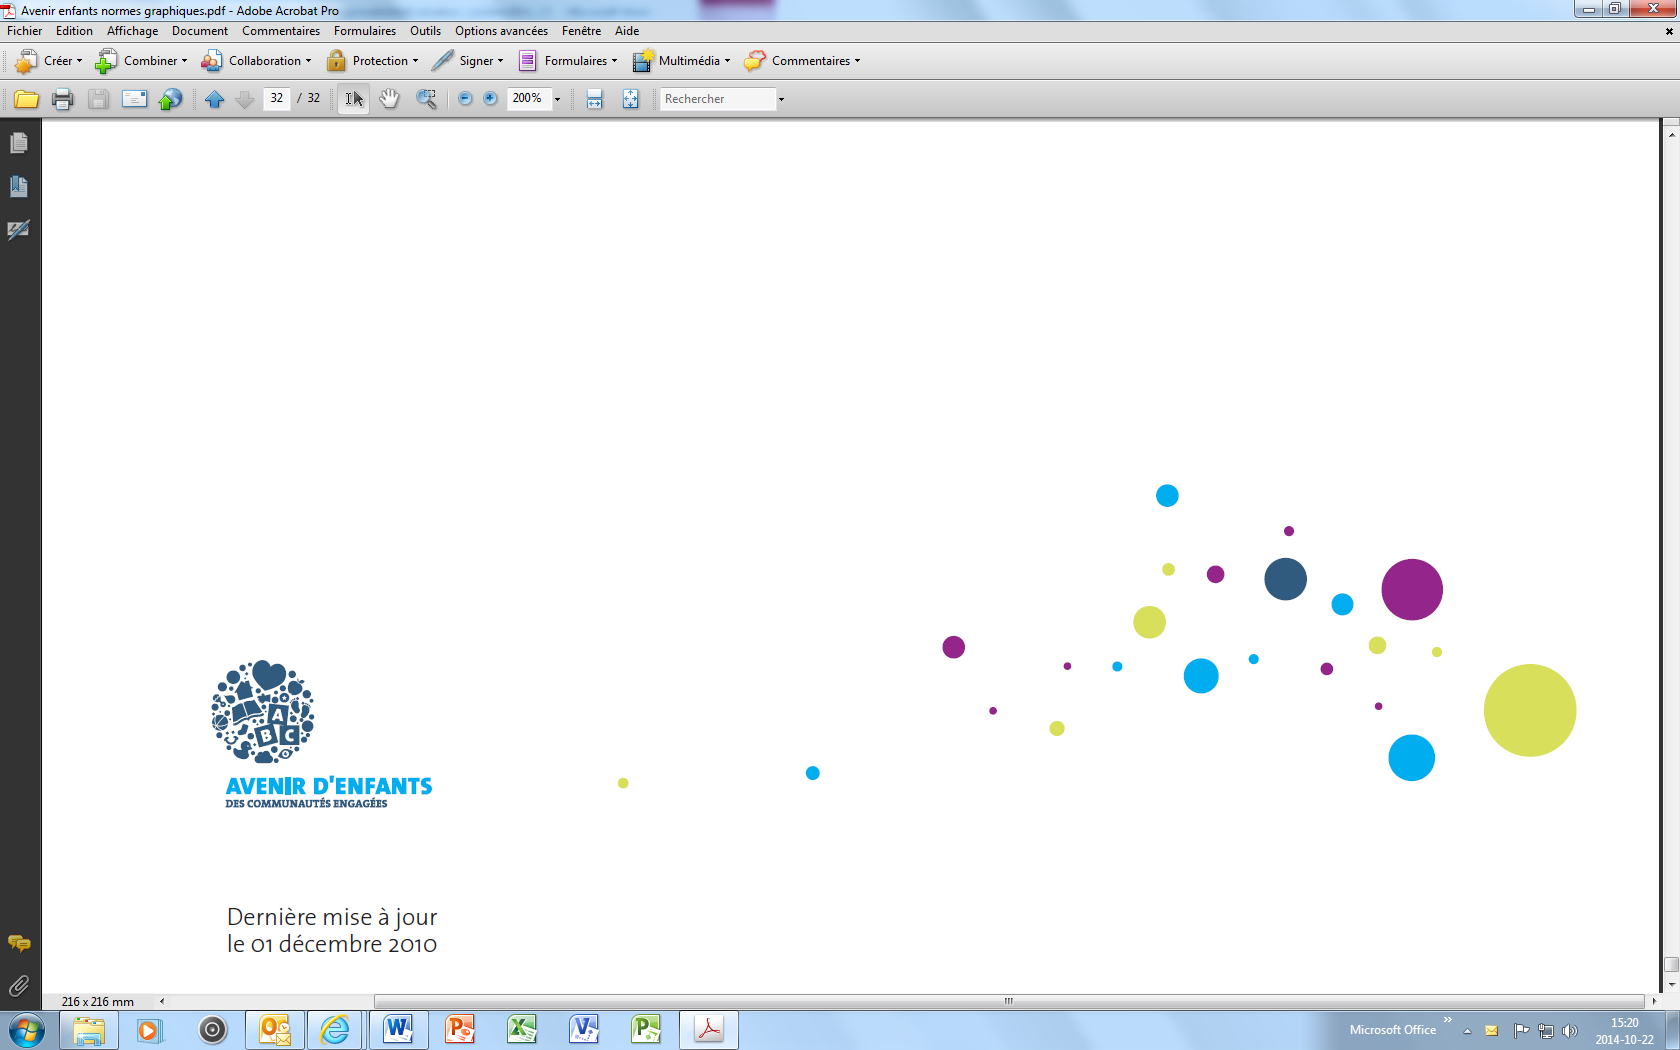 Avenir enfants normes graphiques.pdf - Adobe Acrobat Pro
Fichier Edition Affichage Document Commentaires Formulaires Outils Options avancées Fenêtre Aide
Créer Combiner Collaboration Protection Signer Formulaires Multimédia Commentaires
32 / 32 200% Rechercher
A
B C
AVENIR D'ENFANTS
DES COMMUNAUTÉS ENGAGÉES
Dernière mise à jour
le 01 décembre 2010
216 x 216 mm
Microsoft Office
15:20
2014-10-22